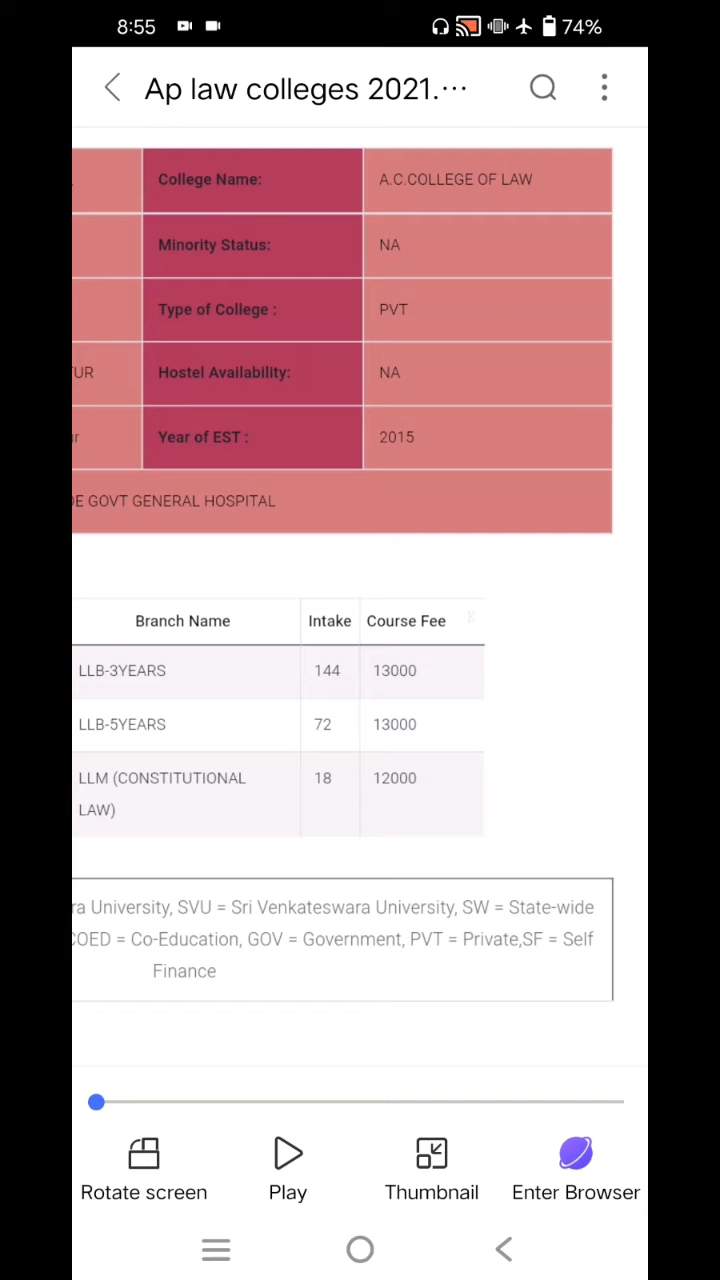 8:55
74%
Ap law colleges 2021.···
College Name: A.C.COLLEGE OF LAW
Minority Status: NA
Type of College : PVT
UR Hostel Availability: NA
Year of EST : 2015
DE GOVT GENERAL HOSPITAL
Branch Name Intake Course Fee
LLB-3YEARS 144 13000
LLB-5YEARS 72 13000
LLM (CONSTITUTIONAL 18 12000
LAW)
ra University, SVU = Sri Venkateswara University, SW = State-wide
COED = Co-Education, GOV = Government, PVT = Private,SF = Self
Finance
Rotate screen Play Thumbnail Enter Browser